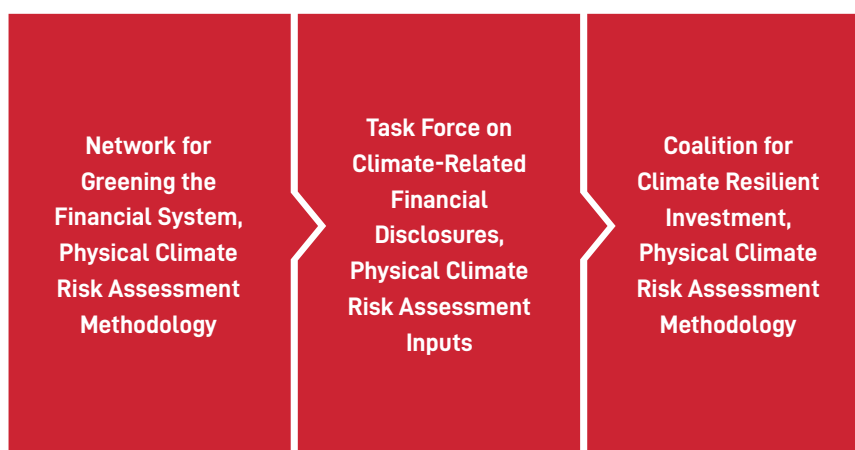 Network for
Greening the
Financial System,
Physical Climate
Risk Assessment
Methodology
Task Force on
Climate-Related
Financial
Disclosures,
Physical Climate
Risk Assessment
Inputs
Coalition for
Climate Resilient
Investment,
Physical Climate
Risk Assessment
Methodology